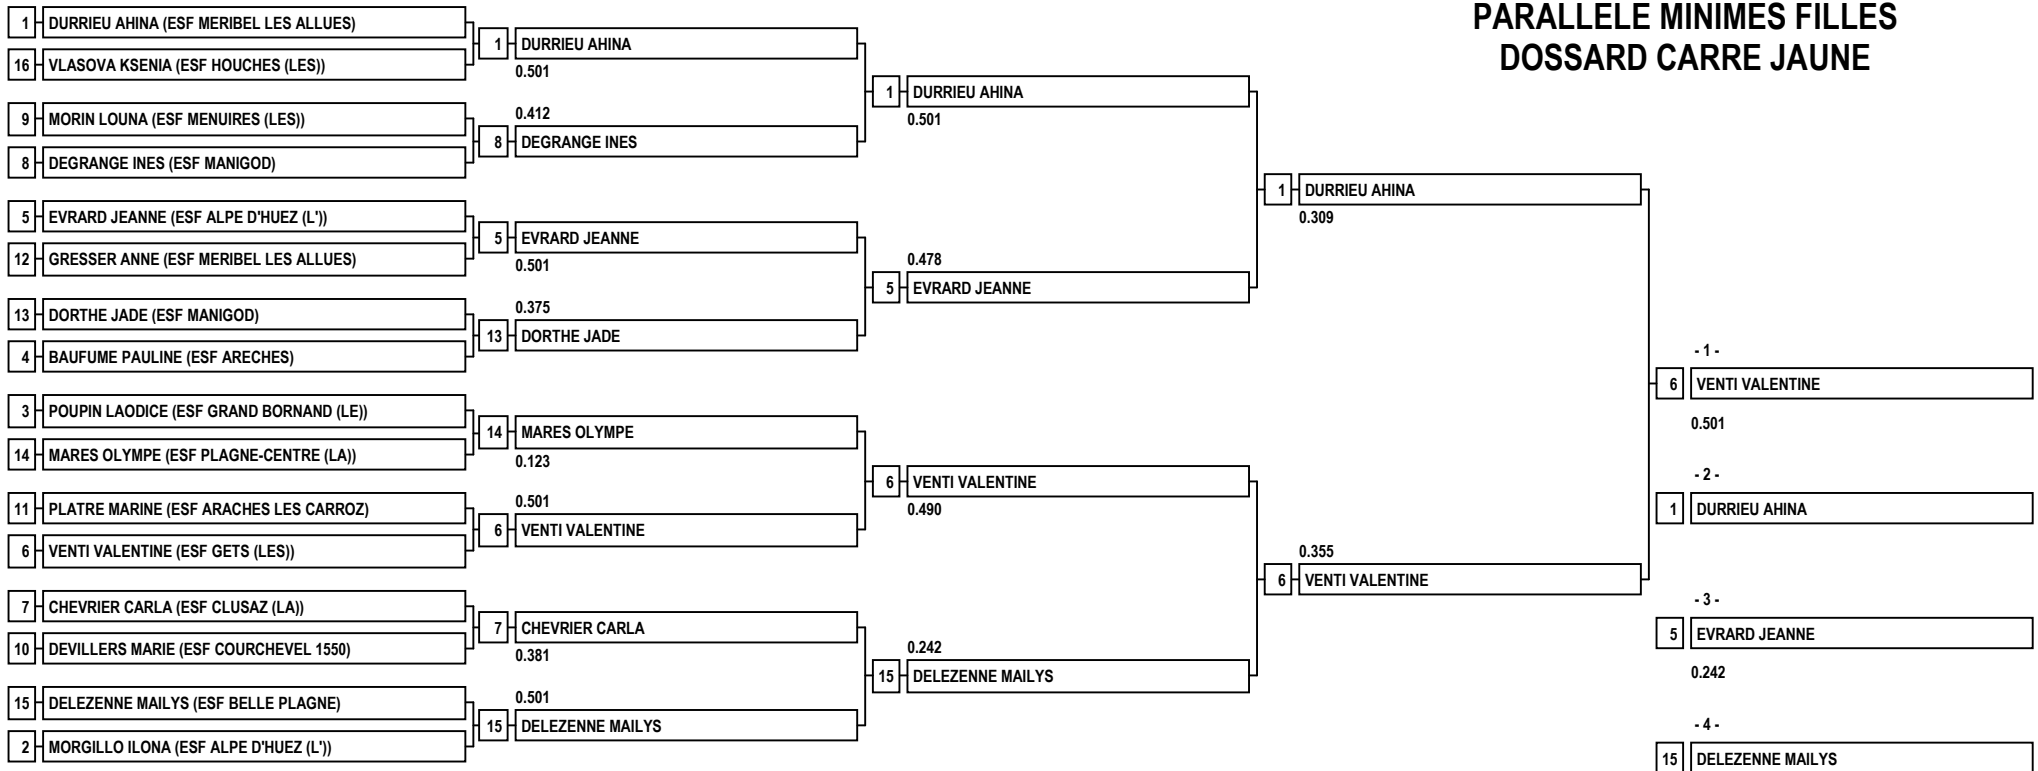 PARALLELE MINIMES FILLES
DOSSARD CARRE JAUNE
1 DURRIEU AHINA (ESF MERIBEL LES ALLUES)
16 VLASOVA KSENIA (ESF HOUCHES (LES))
9 MORIN LOUNA (ESF MENUIRES (LES))
8 DEGRANGE INES (ESF MANIGOD)
5 EVRARD JEANNE (ESF ALPE D'HUEZ (L'))
12 GRESSER ANNE (ESF MERIBEL LES ALLUES)
13 DORTHE JADE (ESF MANIGOD)
4 BAUFUME PAULINE (ESF ARECHES)
3 POUPIN LAODICE (ESF GRAND BORNAND (LE))
14 MARES OLYMPE (ESF PLAGNE-CENTRE (LA))
11 PLATRE MARINE (ESF ARACHES LES CARROZ)
6 VENTI VALENTINE (ESF GETS (LES))
7 CHEVRIER CARLA (ESF CLUSAZ (LA))
10 DEVILLERS MARIE (ESF COURCHEVEL 1550)
15 DELEZENNE MAILYS (ESF BELLE PLAGNE)
2 MORGILLO ILONA (ESF ALPE D'HUEZ (L'))
1 DURRIEU AHINA
0.501
0.412
8 DEGRANGE INES
5 EVRARD JEANNE
0.501
0.375
13 DORTHE JADE
14 MARES OLYMPE
0.123
0.501
6 VENTI VALENTINE
7 CHEVRIER CARLA
0.381
0.501
15 DELEZENNE MAILYS
1 DURRIEU AHINA
0.501
0.478
5 EVRARD JEANNE
6 VENTI VALENTINE
0.490
0.242
15 DELEZENNE MAILYS
1 DURRIEU AHINA
0.309
0.355
6 VENTI VALENTINE
- 1 -
6 VENTI VALENTINE
0.501
- 2 -
1 DURRIEU AHINA
- 3 -
5 EVRARD JEANNE
0.242
- 4 -
15 DELEZENNE MAILYS